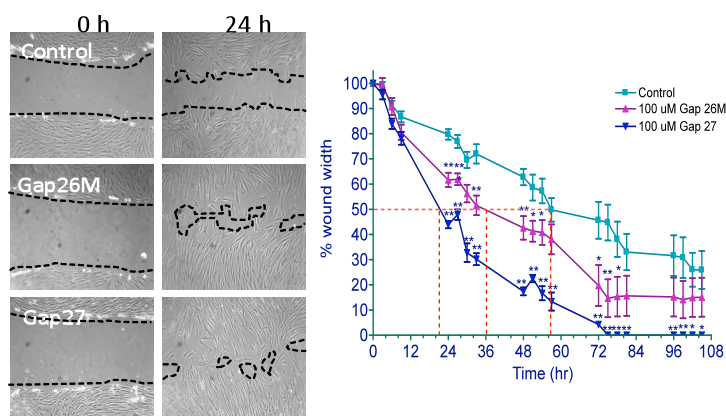 0 h
24 h
Control
Gap26M
Gap27
% wound width
100
90
80
70
60
50
40
30
20
10
0
0 12 24 36 48 60 72 84 96 108
Time (hr)
Control
100 uM Gap 26M
100 uM Gap 27